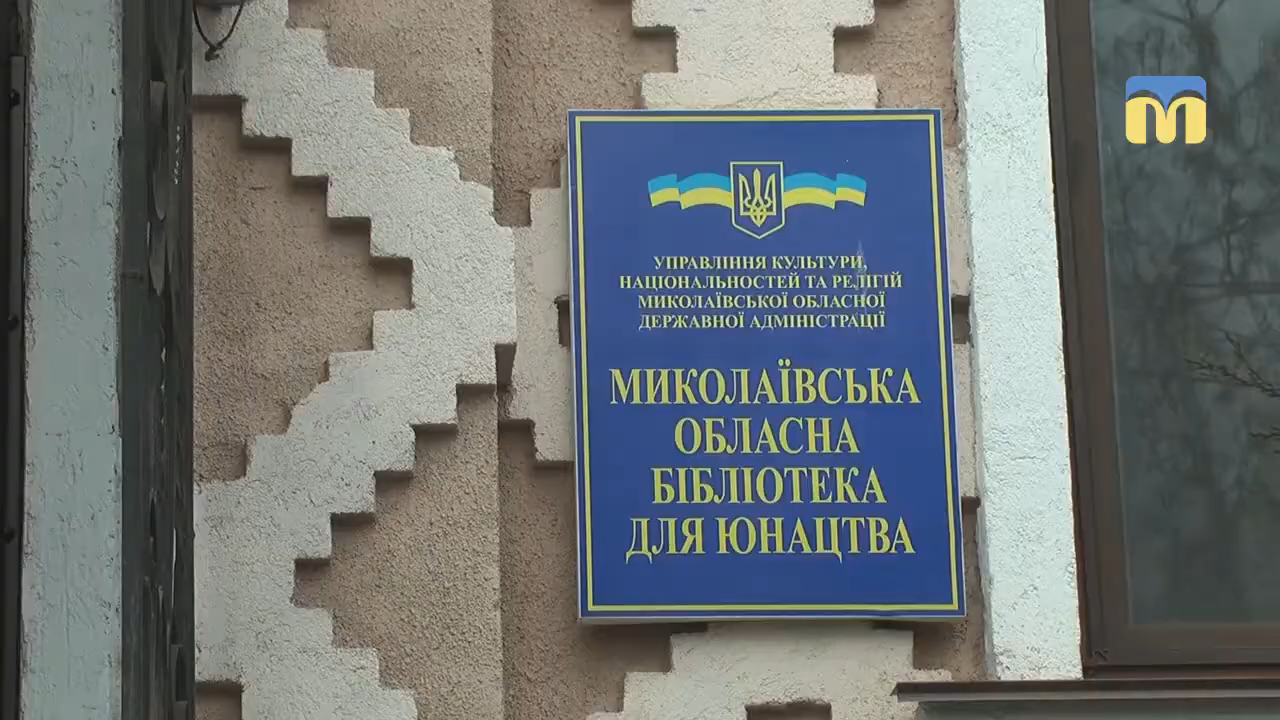 УПРАВЛІННЯ КУЛЬТУРИ,
НАЦІОНАЛЬНОСТЕЙ ТА РЕЛІГІЙ
МИКОЛАЇВСЬКОЇ ОБЛАСНОЇ
ДЕРЖАВНОЇ АДМІНІСТРАЦІЇ
МИКОЛАЇВСЬКА
ОБЛАСНА
БІБЛІОТЕКА
ДЛЯ ЮНАЦТВА